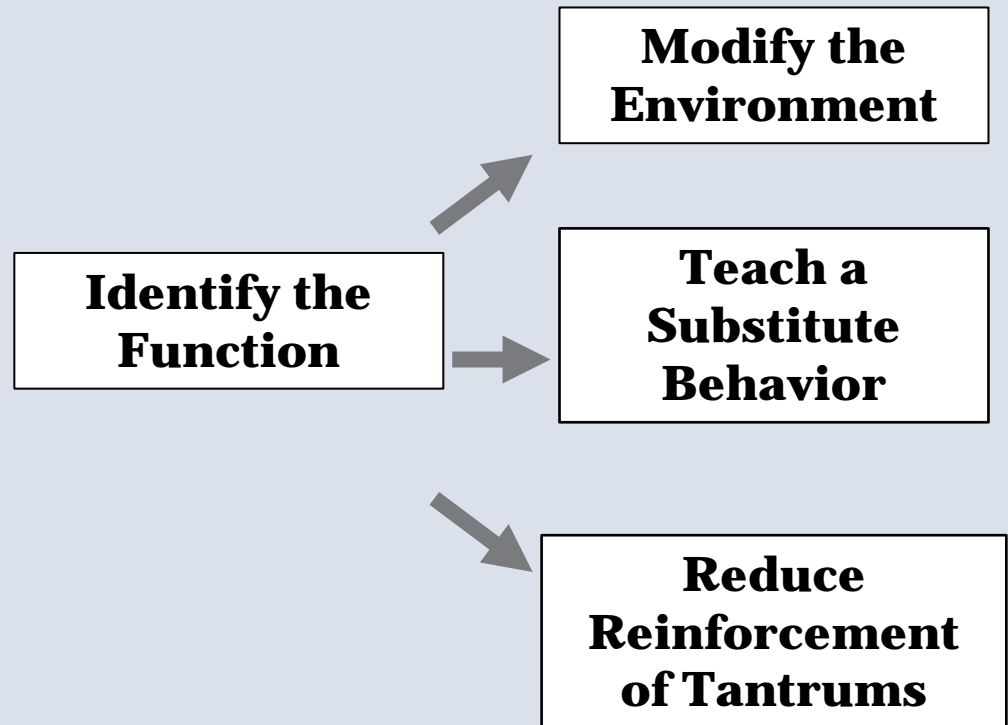 Modify the
Environment
Identify the
Function
Teach a
Substitute
Behavior
Reduce
Reinforcement
of Tantrums